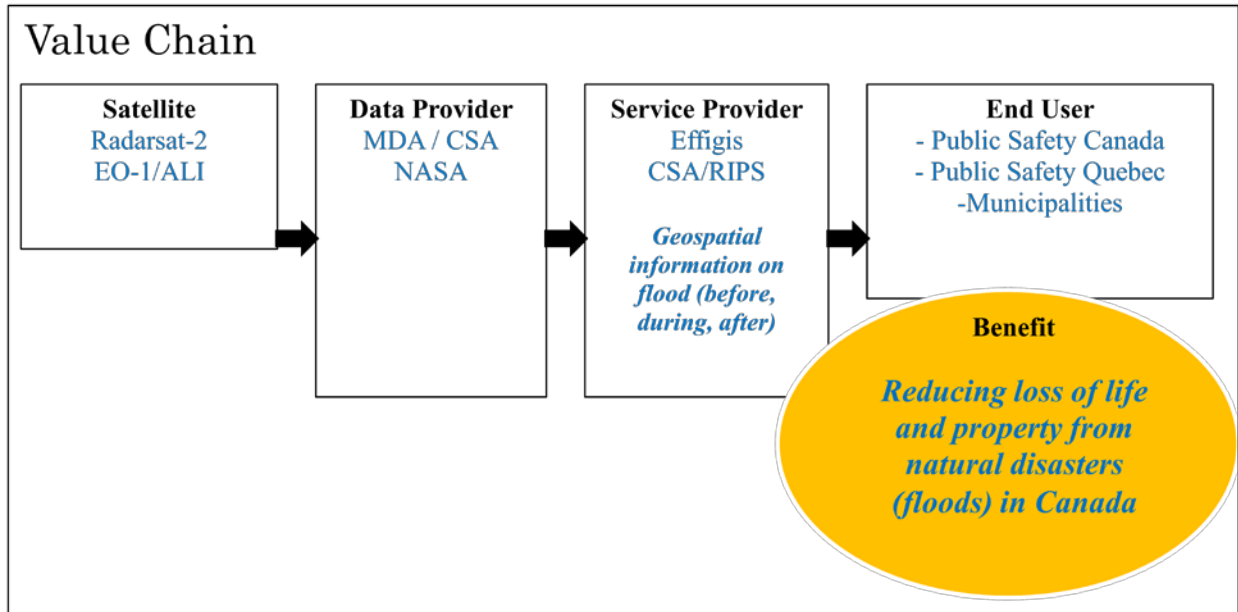 Value Chain
Satellite
Radarsat-2
EO-1/ALI
Data Provider
MDA / CSA
NASA
Service Provider
Effigis
CSA/RIPS
Geospatial
information on
flood (before,
during, after)
End User
- Public Safety Canada
- Public Safety Quebec
-Municipalities
Benefit
Reducing loss of life
and property from
natural disasters
(floods) in Canada